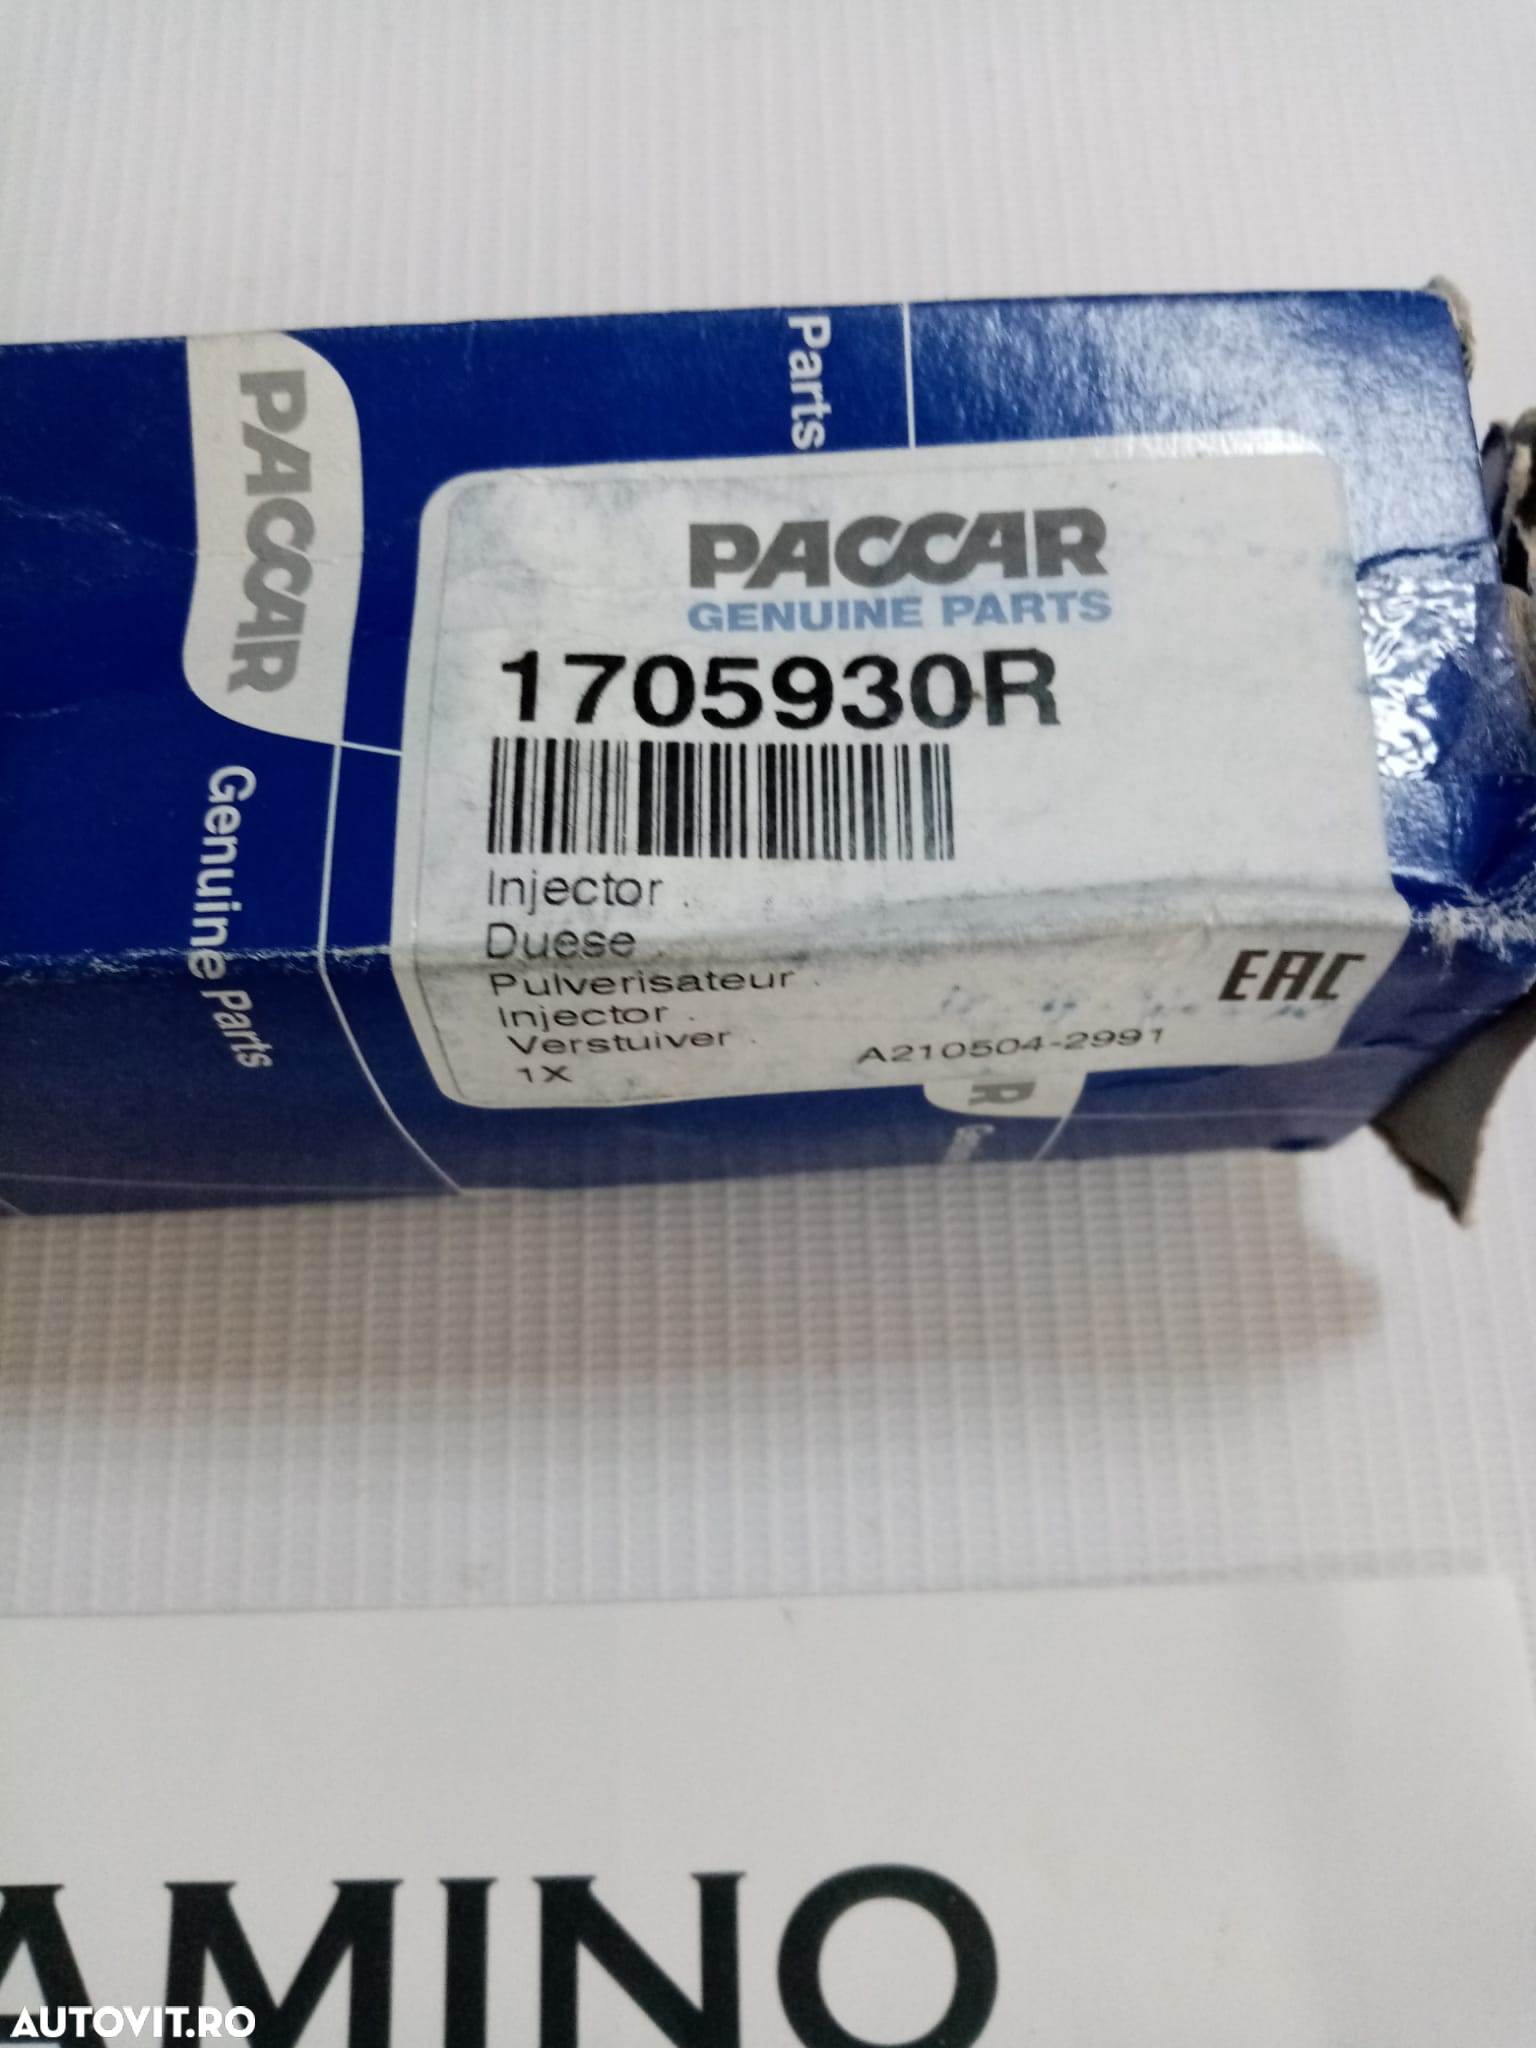 Parts
PACCAR
Genuine Parts
PACCAR
GENUINE PARTS
1705930R
Injector .
Duese .
Pulverisateur .
Injector .
Verstuiver .
1X
A210504-2991
EAC
R
AMINO
AUTOVIT.RO